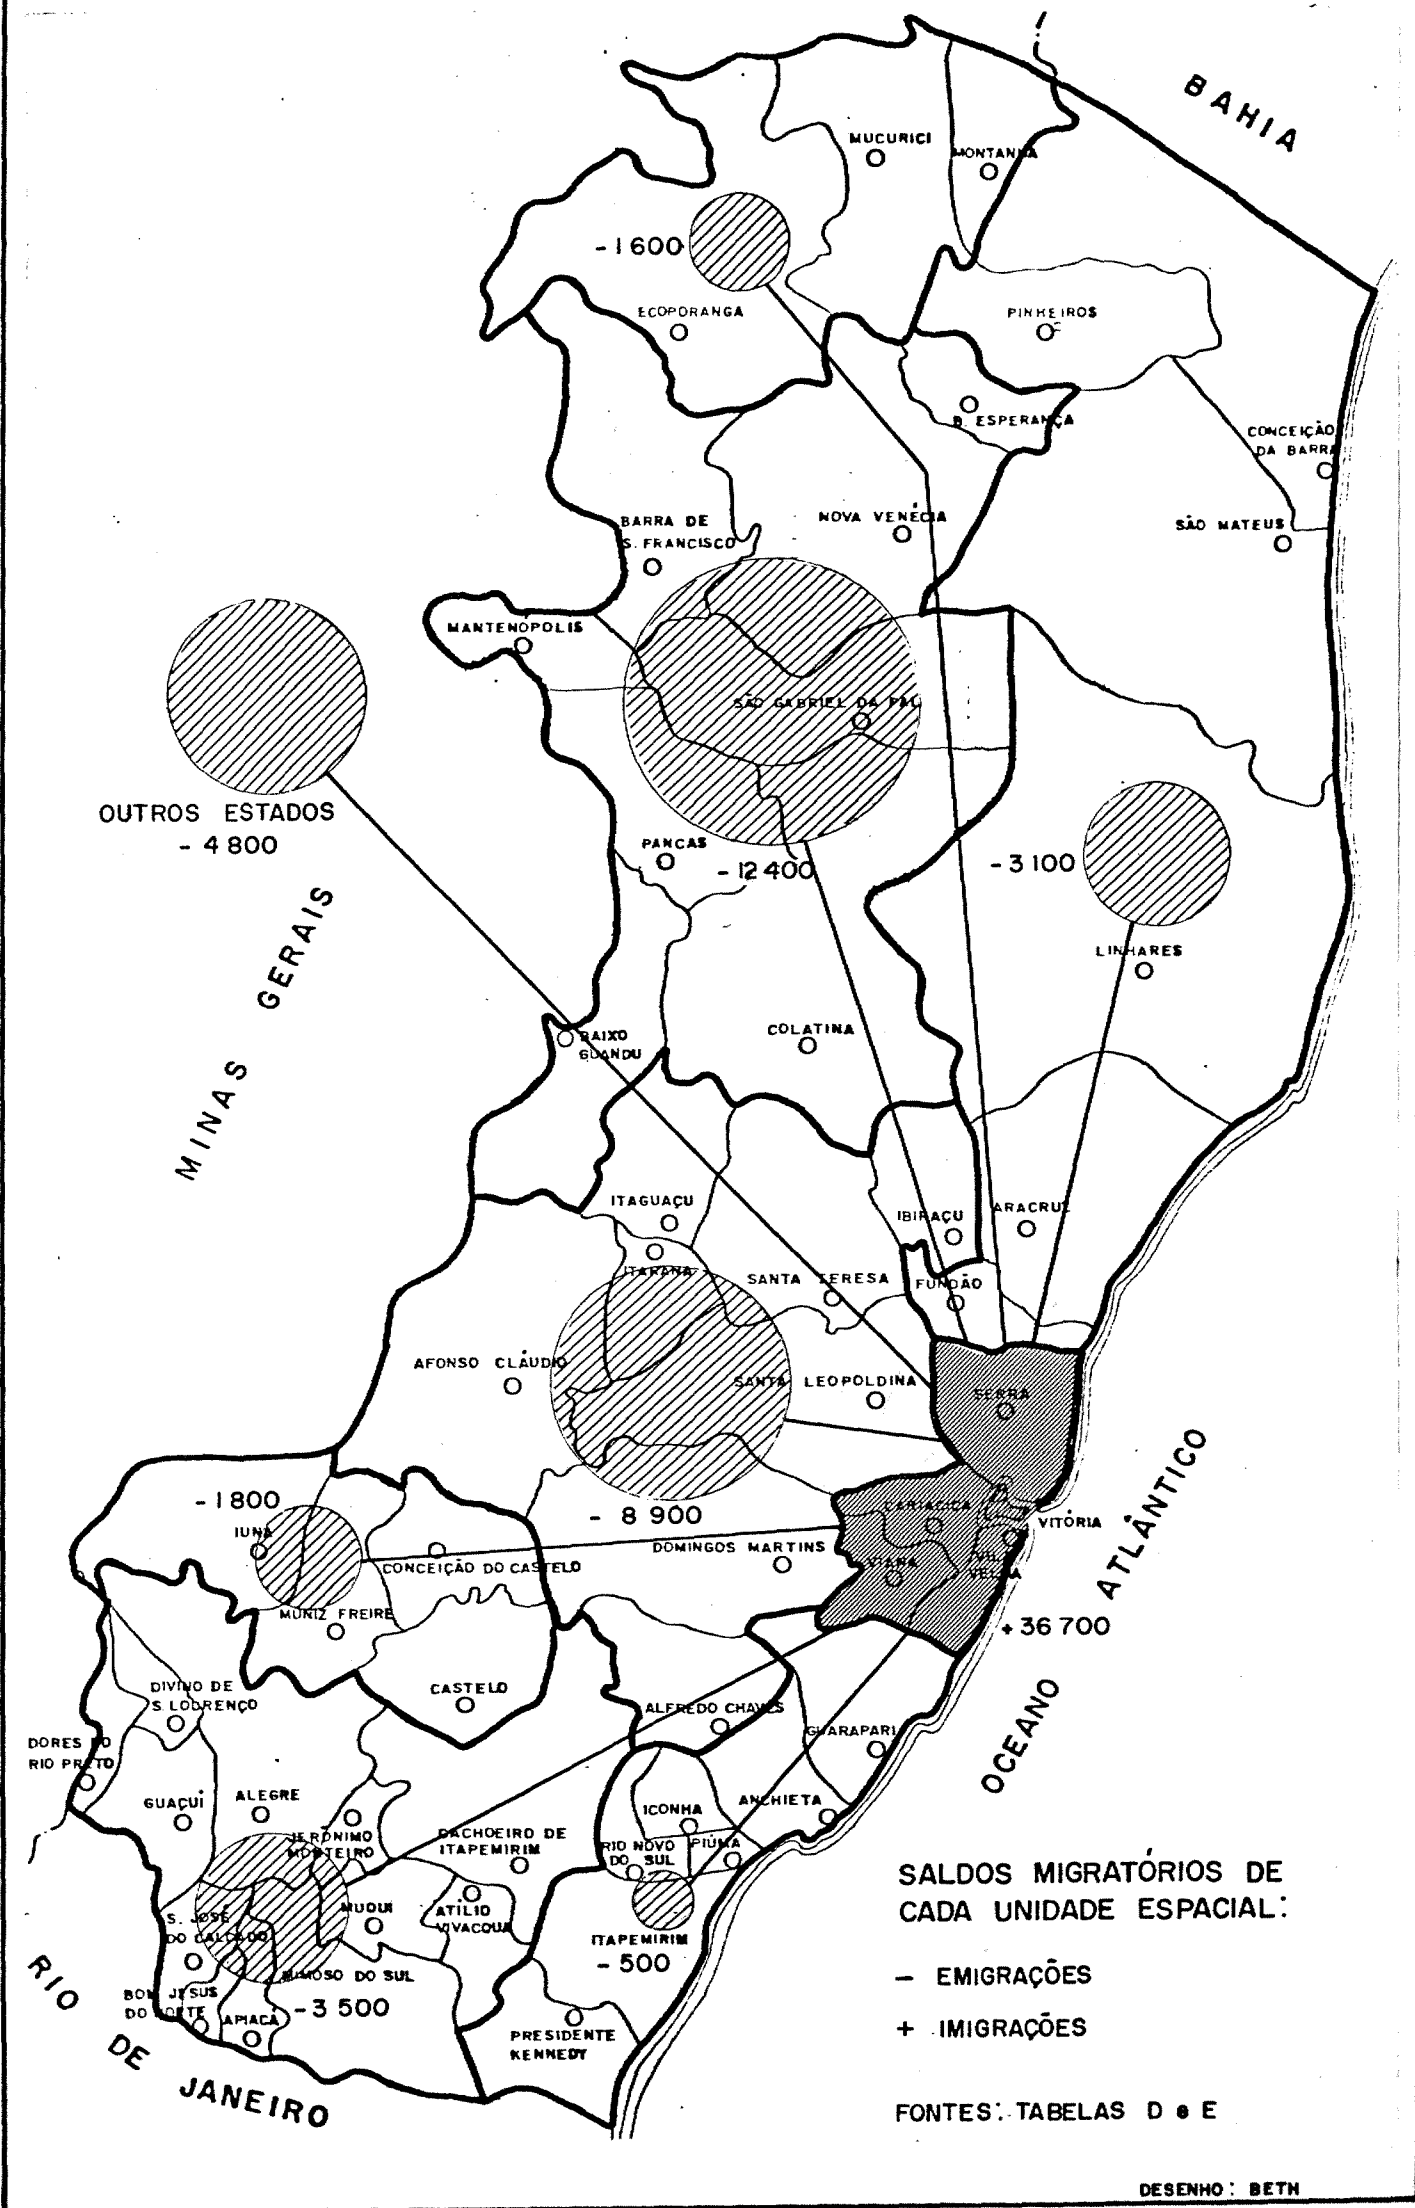 BAHIA
MUCURICI
MONTANHA
- 1 600
ECOPORANGA
PINHEIROS
B. ESPERANÇA
CONCEIÇÃO
DA BARRA
BARRA DE
S. FRANCISCO
NOVA VENÉCIA
SÃO MATEUS
MANTENÓPOLIS
SÃO GABRIEL DA PAL
OUTROS ESTADOS
- 4 800
PANCAS
- 12 400
- 3 100
LINHARES
MINAS GERAIS
BAIXO
GUANDU
COLATINA
ITAGUAÇU
ITARANA
IBIRAÇU
ARACRUZ
SANTA TERESA
FUNDÃO
AFONSO CLÁUDIO
SANTA LEOPOLDINA
SERRA
- 1 800
IUNA
- 8 900
CARIACICA
VITÓRIA
CONCEIÇÃO DO CASTELO
DOMINGOS MARTINS
VIANA
VILA
VELHA
MUNIZ FREIRE
+ 36 700
OCEANO ATLÂNTICO
DIVINO DE
S. LOURENÇO
CASTELO
ALFREDO CHAVES
GUARAPARI
DORES DO
RIO PRETO
GUAÇUÍ
ALEGRE
JERÔNIMO
MONTEIRO
CACHOEIRO DE
ITAPEMIRIM
ICONHA
ANCHIETA
RIO NOVO
DO SUL
PIÚMA
MUQUI
ATÍLIO
VIVACQUA
S. JOSÉ
DO CALÇADO
ITAPEMIRIM
- 500
MIMOSO DO SUL
- 3 500
BOM JESUS
DO NORTE
APIACÁ
PRESIDENTE
KENNEDY
RIO DE JANEIRO
SALDOS MIGRATÓRIOS DE
CADA UNIDADE ESPACIAL:
- EMIGRAÇÕES
+ IMIGRAÇÕES
FONTES: TABELAS D e E
DESENHO: BETH